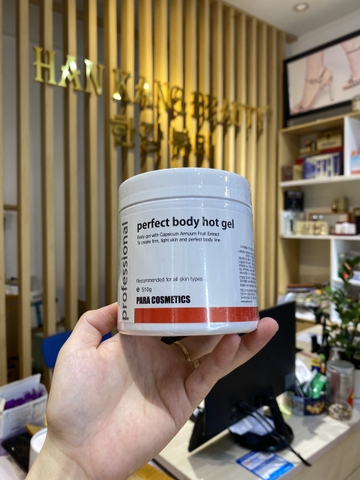 HAN KANG BEAUTY
professional
perfect body hot gel
Body gel with Capsicum Annuum Fruit Extract
To create firm, tight skin and perfect body line
Recommended for all skin types
℮ 510g
PARA COSMETICS